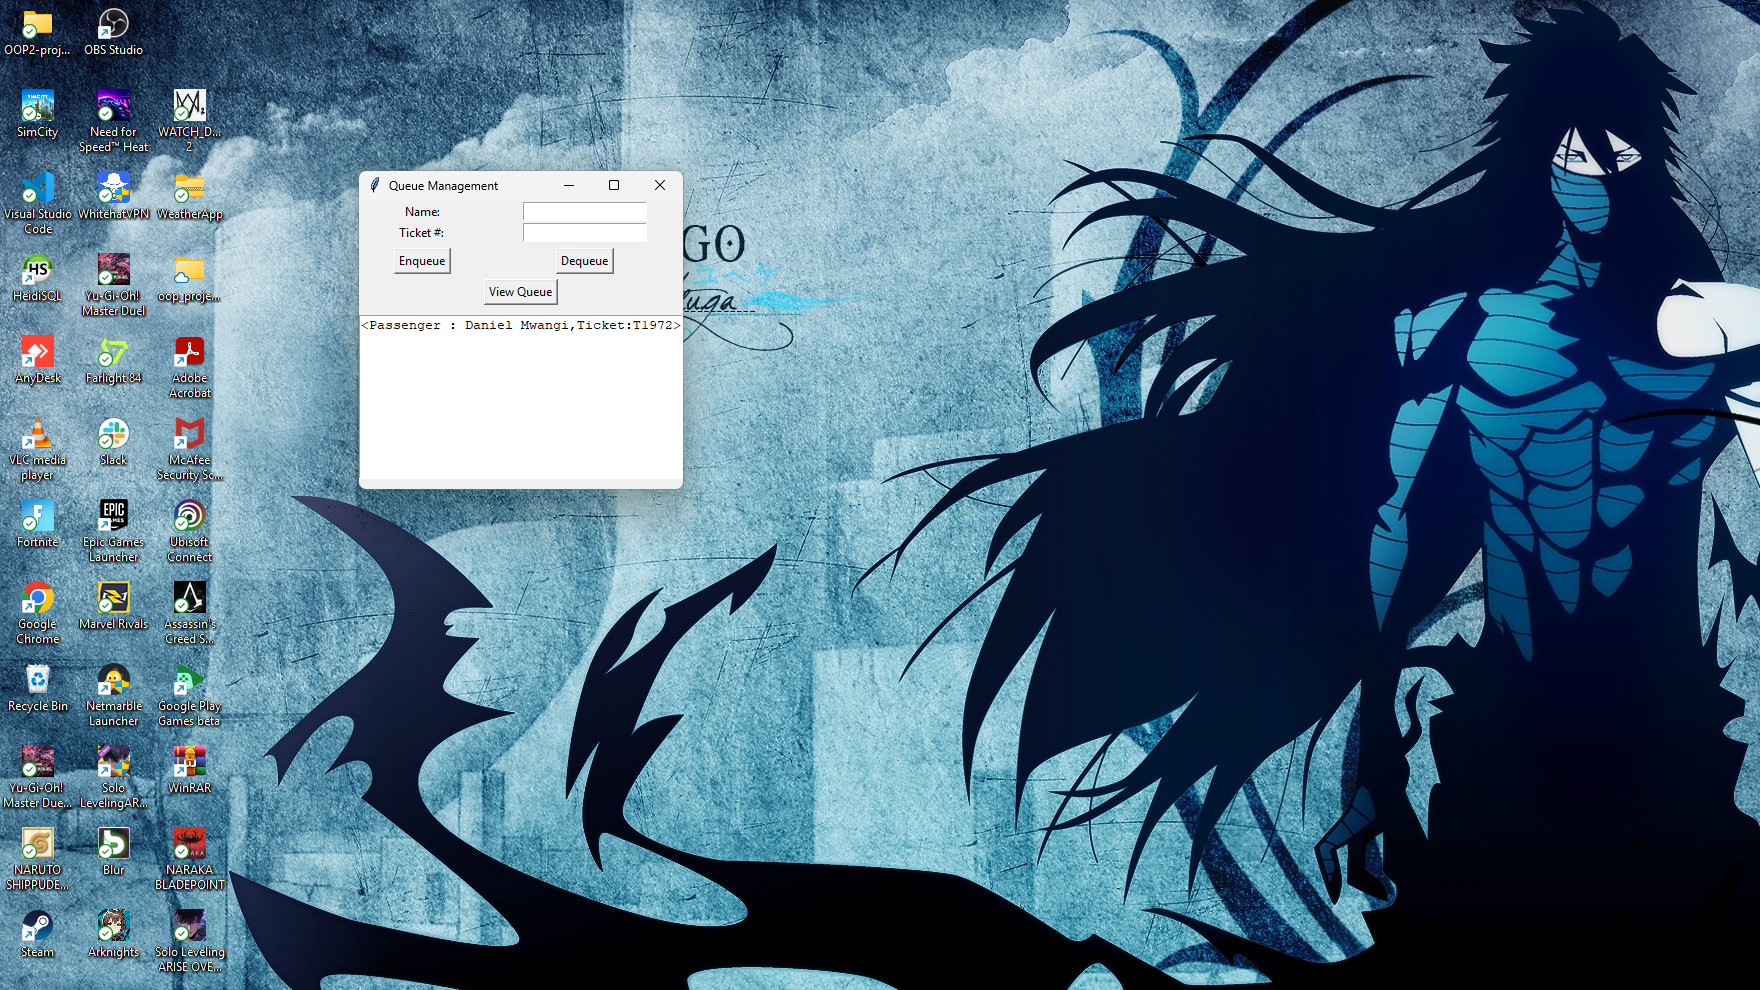 OOP2-proj...
OBS Studio
SimCity
Need for
Speed™ Heat
WATCH_D...
2
Visual Studio
Code
WhitehatVPN
WeatherApp
HeidiSQL
Yu-Gi-Oh!
Master Duel
oop_proje...
AnyDesk
Farlight 84
Adobe
Acrobat
VLC media
player
Slack
McAfee
Security Sc...
Fortnite
Epic Games
Launcher
Ubisoft
Connect
Google
Chrome
Marvel Rivals
Assassin's
Creed S...
Recycle Bin
Netmarble
Launcher
Google Play
Games beta
Yu-Gi-Oh!
Master Due...
Solo
LevelingAR...
WinRAR
NARUTO
SHIPPUDE...
Blur
NARAKA
BLADEPOINT
Steam
Arknights
Solo Leveling
ARISE OVE...
Queue Management
Name:
Ticket #:
Enqueue
Dequeue
View Queue
<Passenger : Daniel Mwangi,Ticket:T1972>
GO
uga